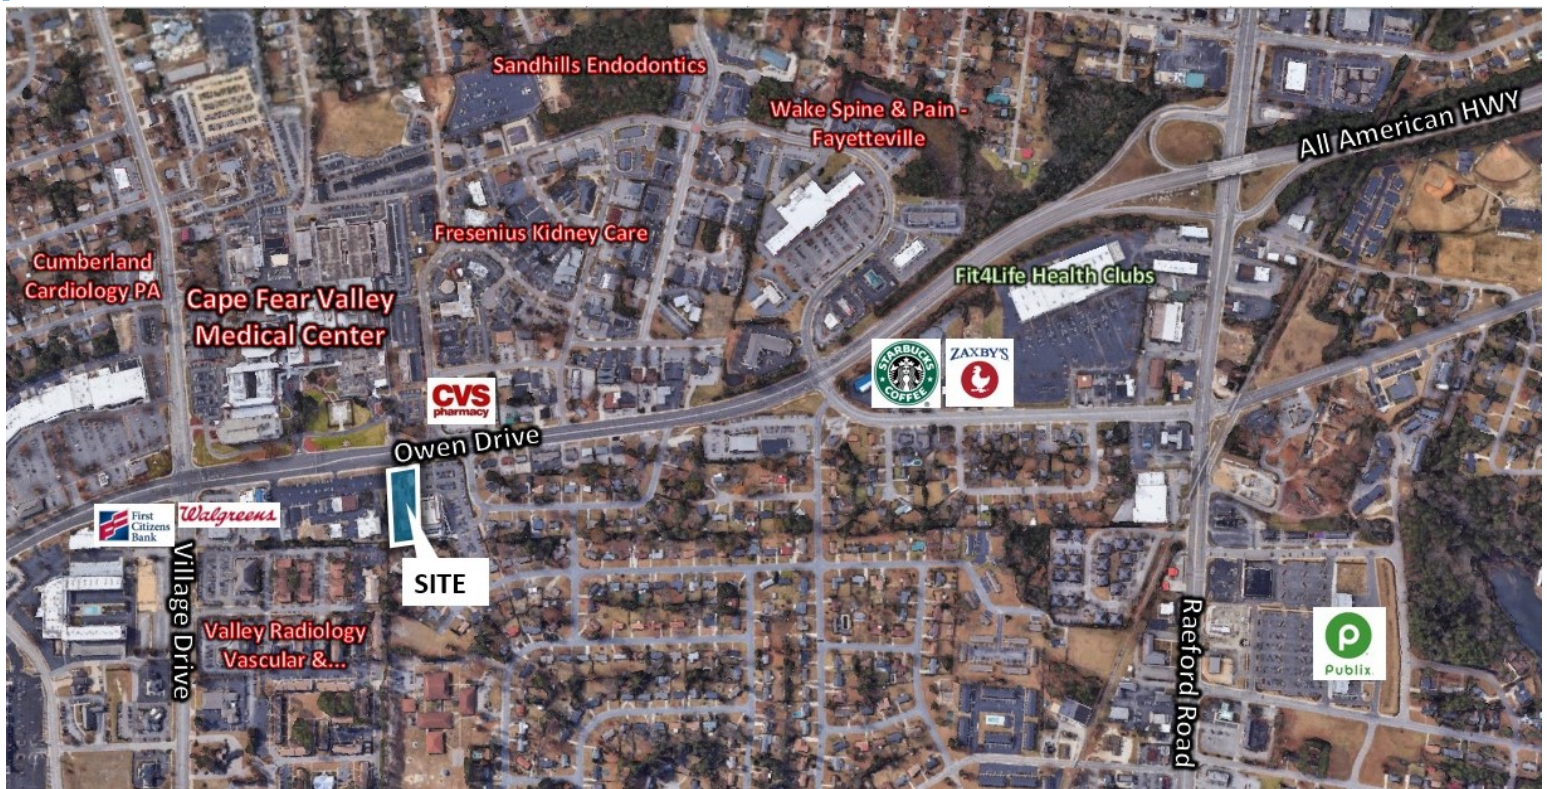 Sandhills Endodontics
Wake Spine & Pain -
Fayetteville
All American HWY
Fresenius Kidney Care
Cumberland
Cardiology PA
Cape Fear Valley
Medical Center
Fit4Life Health Clubs
STARBUCKS
COFFEE
ZAXBY'S
CVS
pharmacy
Owen Drive
First
Citizens
Bank
Walgreens
SITE
Village Drive
Valley Radiology
Vascular &...
Raeford Road
Publix